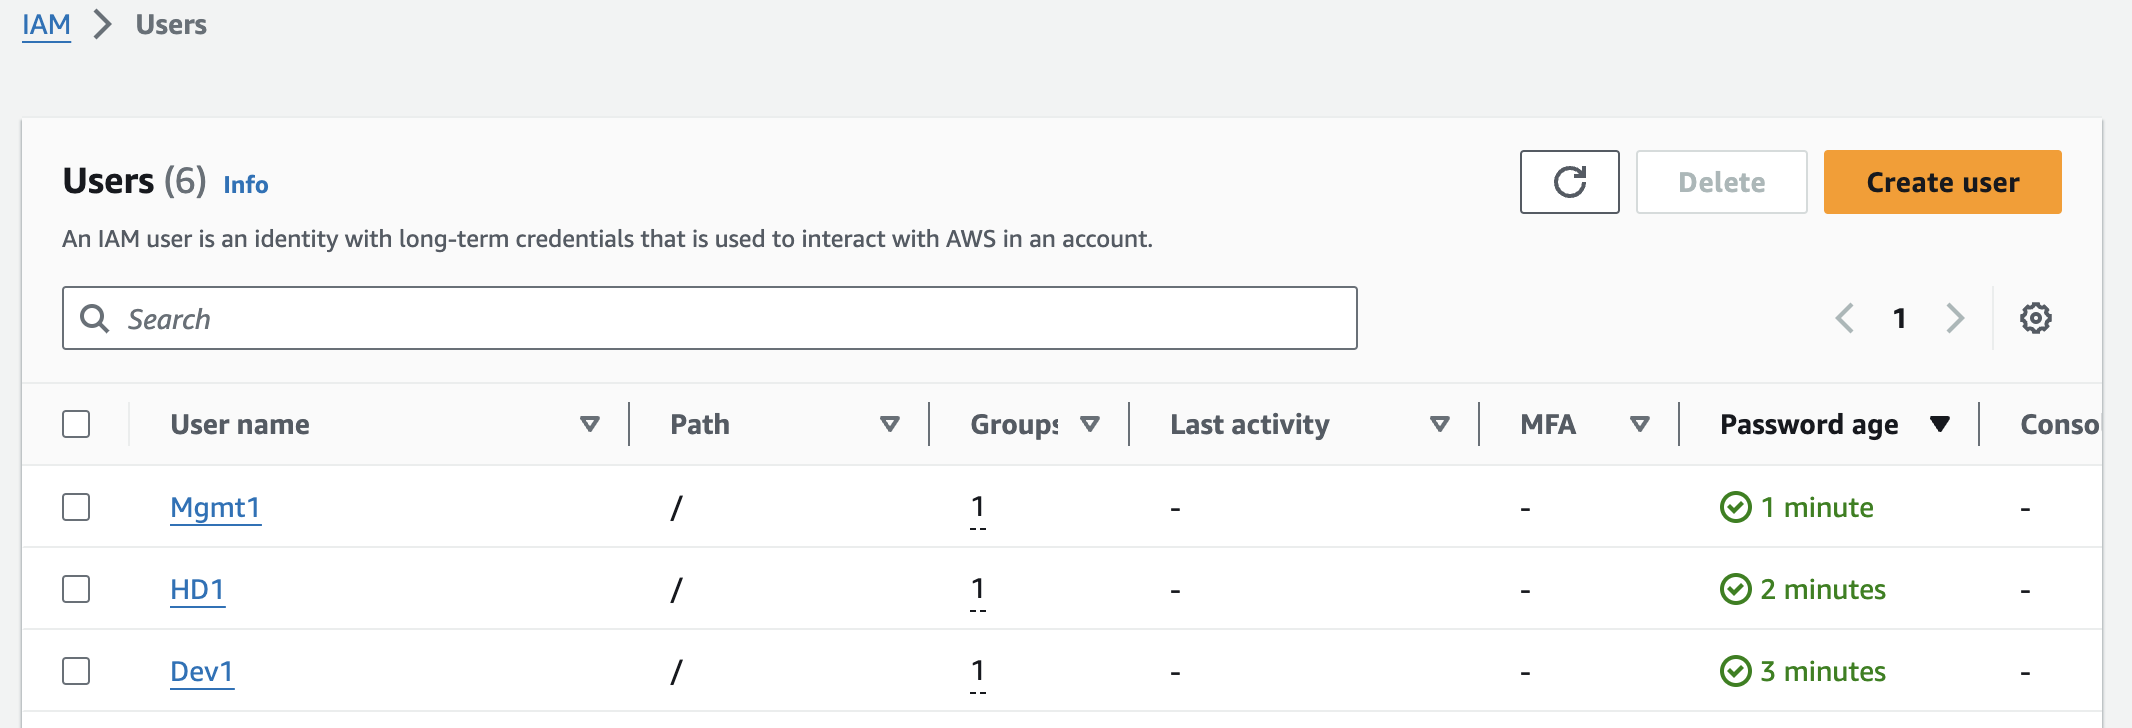 IAM > Users
Users (6) Info
Delete
Create user
An IAM user is an identity with long-term credentials that is used to interact with AWS in an account.
Search
1
User name Path Groups Last activity MFA Password age Conso
Mgmt1 / 1 - - 1 minute -
HD1 / 1 - - 2 minutes -
Dev1 / 1 - - 3 minutes -